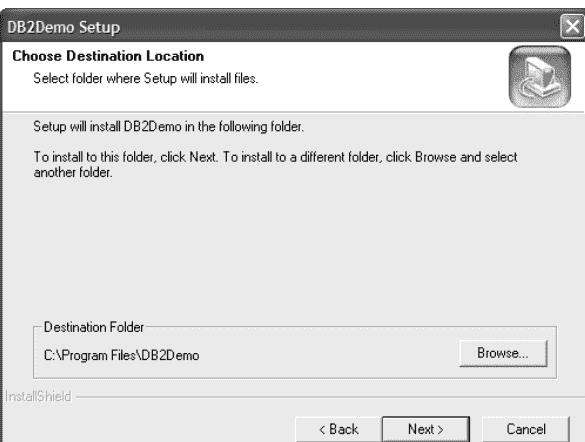 DB2Demo Setup
Choose Destination Location
Select folder where Setup will install files.
Setup will install DB2Demo in the following folder.
To install to this folder, click Next. To install to a different folder, click Browse and select
another folder.
Destination Folder
C:\Program Files\DB2Demo
Browse...
InstallShield
< Back
Next >
Cancel